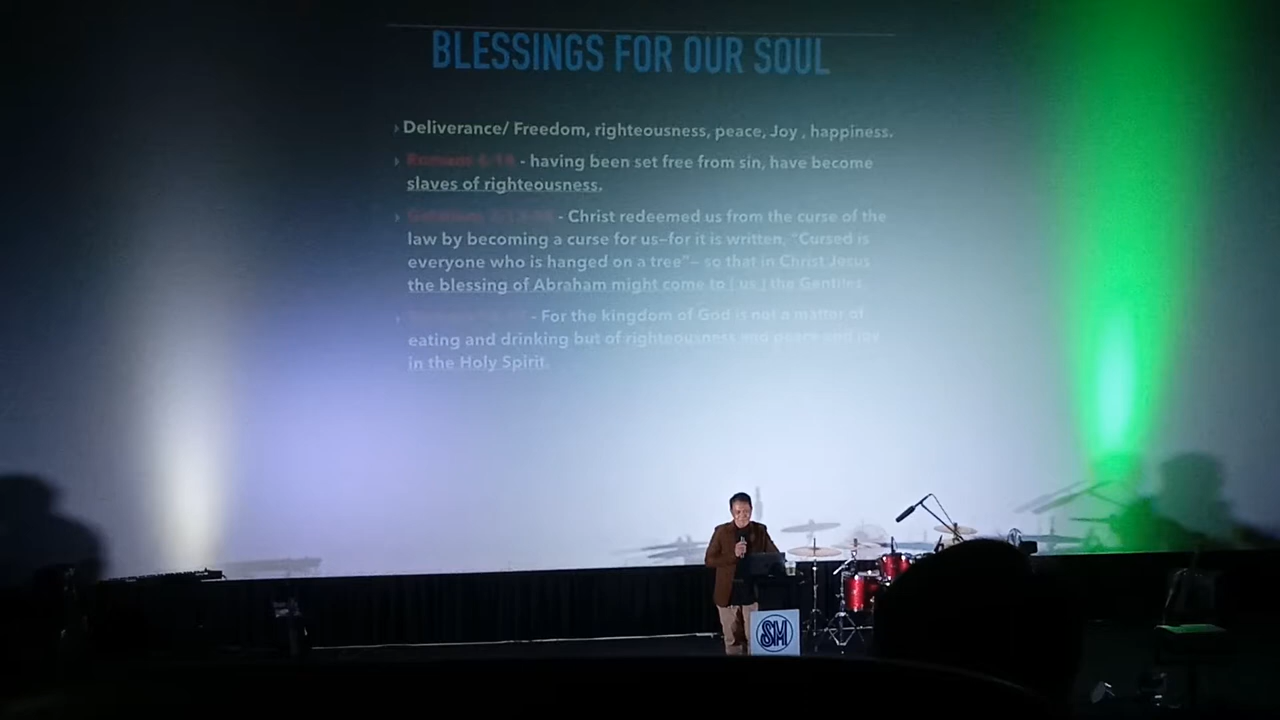 BLESSINGS FOR OUR SOUL
Deliverance/ Freedom, righteousness, peace, Joy , happiness.
- having been set free from sin, have become
slaves of righteousness.
- Christ redeemed us from the curse of the
law by becoming a curse for us—for it is written, "Cursed is
everyone who is hanged on a tree"— so that in Christ Jesus
the blessing of Abraham might come to [ us ] the Gentiles
- For the kingdom of God is not a matter of
eating and drinking but of righteousness and peace and joy
in the Holy Spirit.
SM